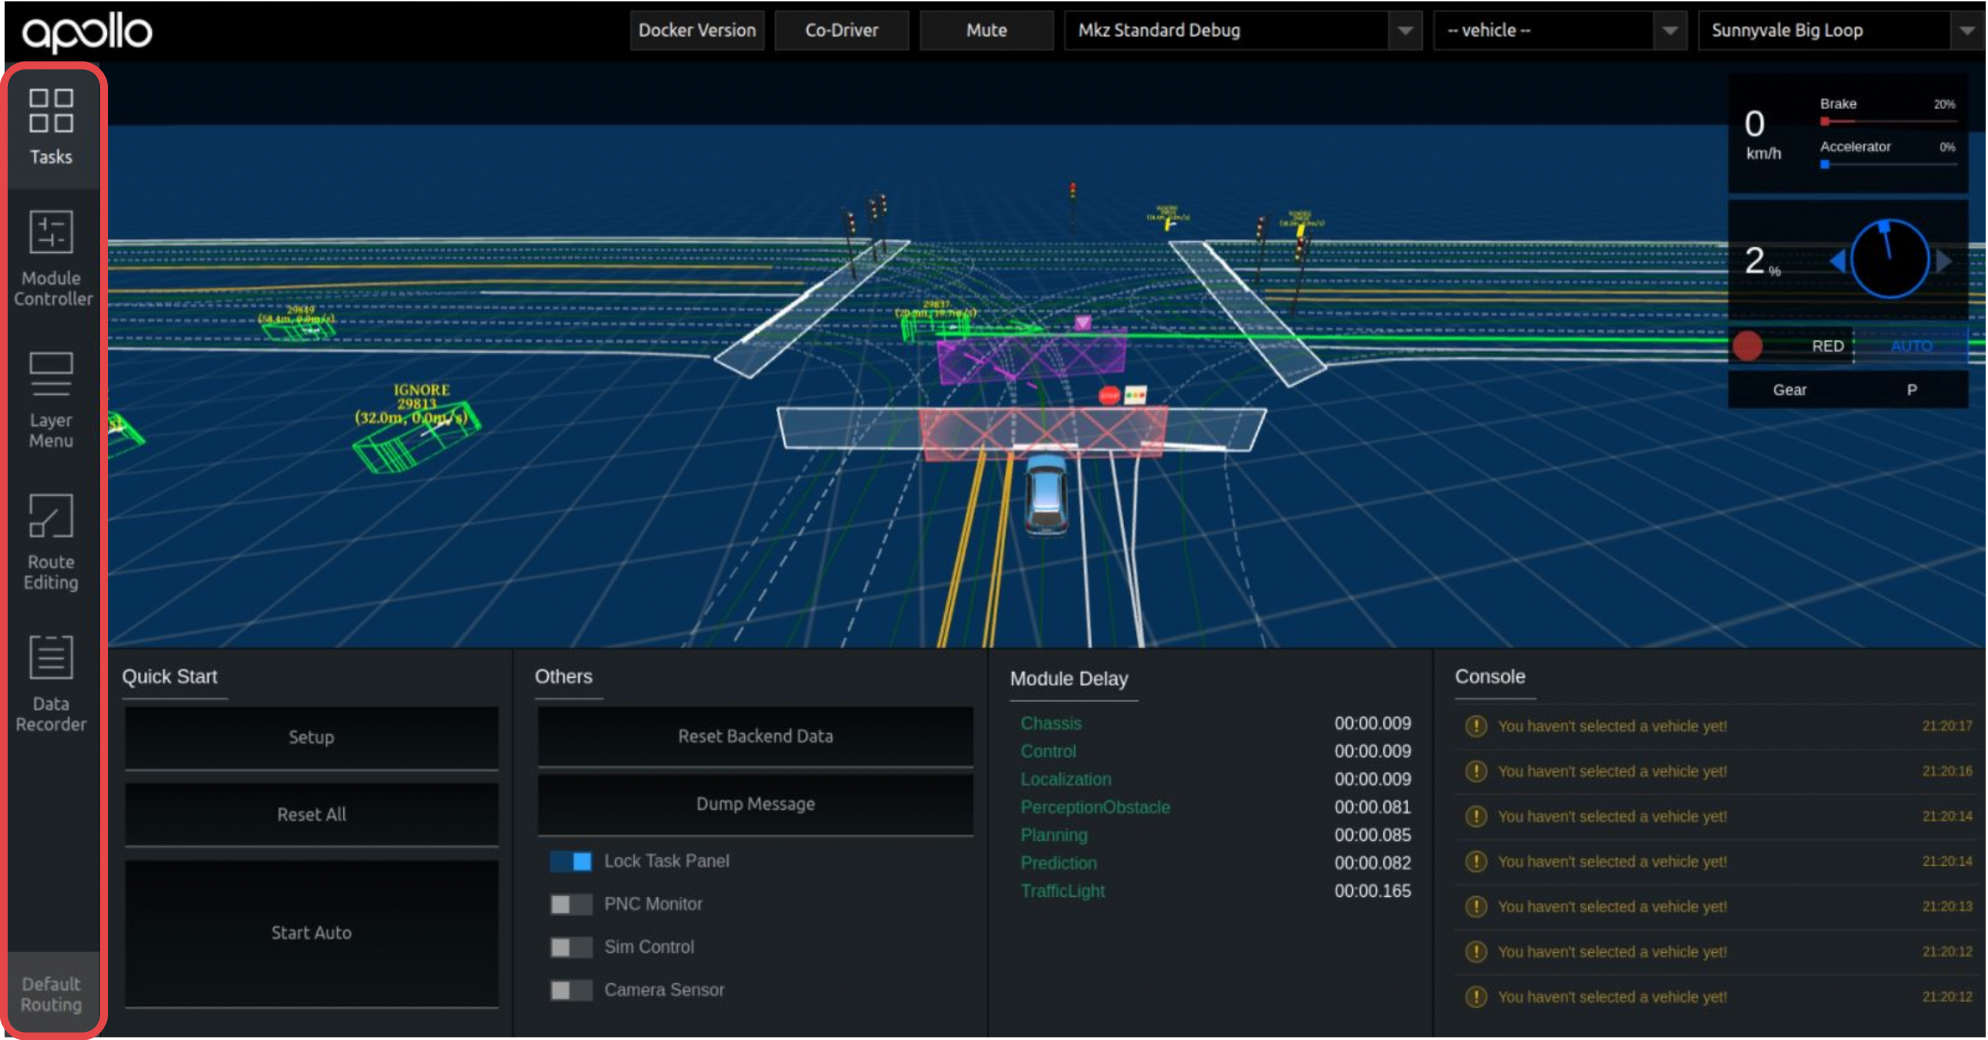 apollo
Docker Version
Co-Driver
Mute
Mkz Standard Debug
-- vehicle --
Sunnyvale Big Loop
Tasks
Module
Controller
Layer
Menu
Route
Editing
Data
Recorder
Default
Routing
0
km/h
Brake
20%
Accelerator
0%
2 %
RED
AUTO
Gear
P
29849
29837
IGNORE
29813
(32.0m, 0.0m/s)
STOP
Quick Start
Setup
Reset All
Start Auto
Others
Reset Backend Data
Dump Message
Lock Task Panel
PNC Monitor
Sim Control
Camera Sensor
Module Delay
Chassis 00:00.009
Control 00:00.009
Localization 00:00.009
PerceptionObstacle 00:00.081
Planning 00:00.085
Prediction 00:00.082
TrafficLight 00:00.165
Console
You haven't selected a vehicle yet! 21:20:17
You haven't selected a vehicle yet! 21:20:16
You haven't selected a vehicle yet! 21:20:14
You haven't selected a vehicle yet! 21:20:14
You haven't selected a vehicle yet! 21:20:13
You haven't selected a vehicle yet! 21:20:12
You haven't selected a vehicle yet! 21:20:12